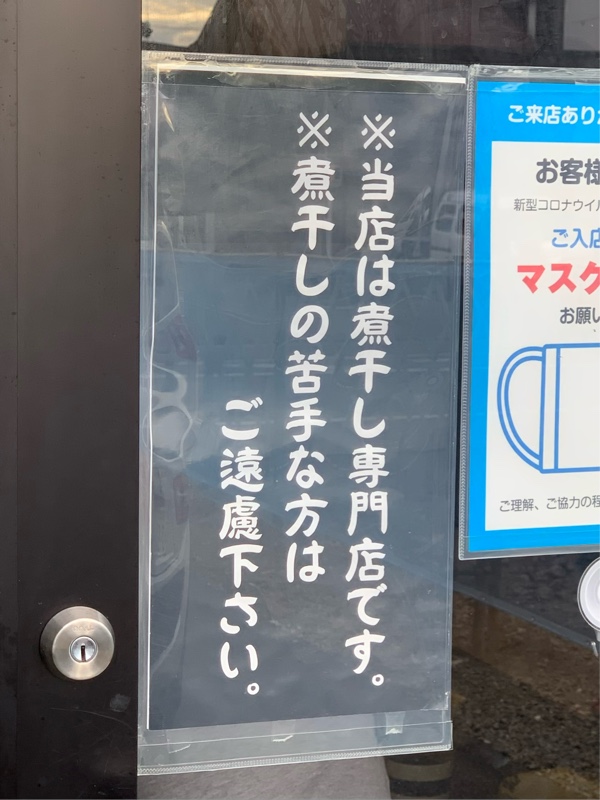 ※当店は煮干し専門店です。
※煮干しの苦手な方は
ご遠慮下さい。
ご来店あり
お客様
新型コロナウイ
ご入店
マスク
お願い
ご理解、ご協力の程